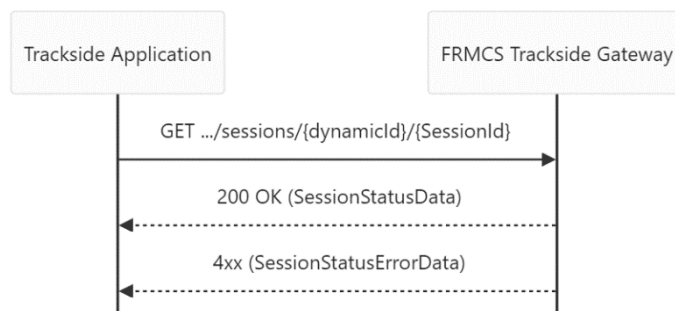 Trackside Application
FRMCS Trackside Gateway
GET .../sessions/{dynamicId}/{SessionId}
200 OK (SessionStatusData)
4xx (SessionStatusErrorData)